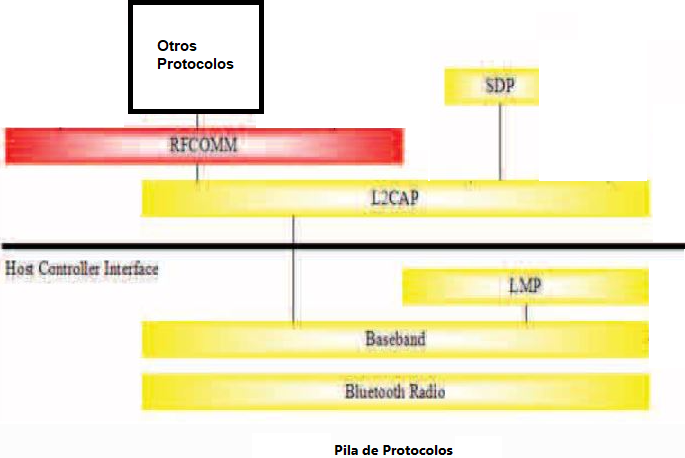 Otros
Protocolos
SDP
RFCOMM
L2CAP
Host Controller Interface
LMP
Baseband
Bluetooth Radio
Pila de Protocolos